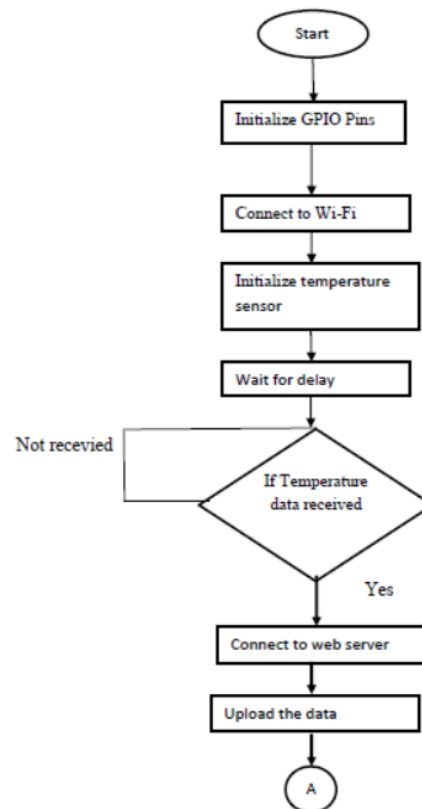 Start
Initialize GPIO Pins
Connect to Wi-Fi
Initialize temperature
sensor
Wait for delay
Not recevied
If Temperature
data received
Yes
Connect to web server
Upload the data
A